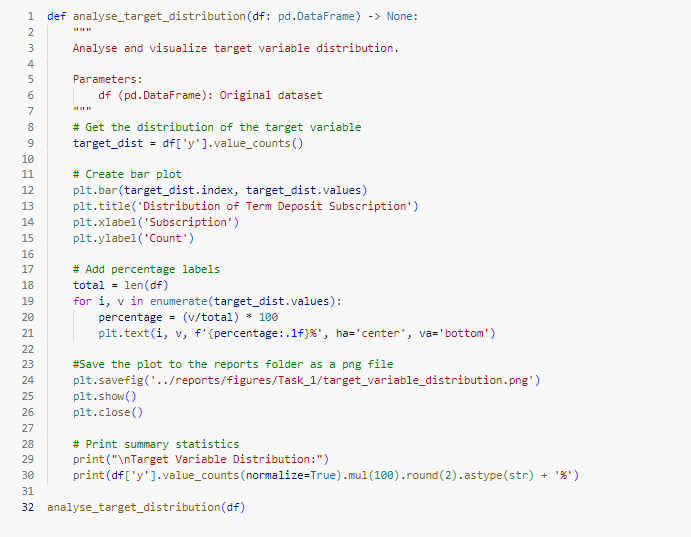 1 def analyse_target_distribution(df: pd.DataFrame) -> None:
2     """
3     Analyse and visualize target variable distribution.
4
5     Parameters:
6         df (pd.DataFrame): Original dataset
7     """
8     # Get the distribution of the target variable
9     target_dist = df['y'].value_counts()
10
11     # Create bar plot
12     plt.bar(target_dist.index, target_dist.values)
13     plt.title('Distribution of Term Deposit Subscription')
14     plt.xlabel('Subscription')
15     plt.ylabel('Count')
16
17     # Add percentage labels
18     total = len(df)
19     for i, v in enumerate(target_dist.values):
20         percentage = (v/total) * 100
21         plt.text(i, v, f'{percentage:.1f}%', ha='center', va='bottom')
22
23     #Save the plot to the reports folder as a png file
24     plt.savefig('../reports/figures/Task_1/target_variable_distribution.png')
25     plt.show()
26     plt.close()
27
28     # Print summary statistics
29     print("\nTarget Variable Distribution:")
30     print(df['y'].value_counts(normalize=True).mul(100).round(2).astype(str) + '%')
31
32 analyse_target_distribution(df)